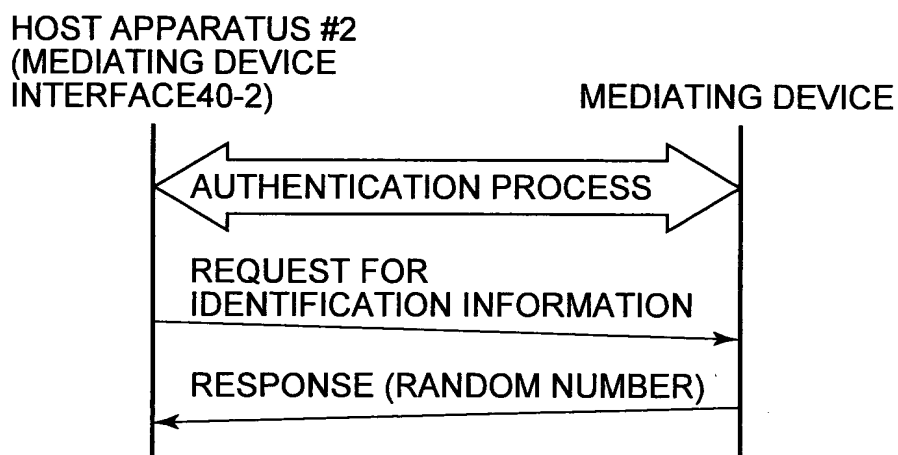 HOST APPARATUS #2
(MEDIATING DEVICE
INTERFACE40-2)
MEDIATING DEVICE
AUTHENTICATION PROCESS
REQUEST FOR
IDENTIFICATION INFORMATION
RESPONSE (RANDOM NUMBER)